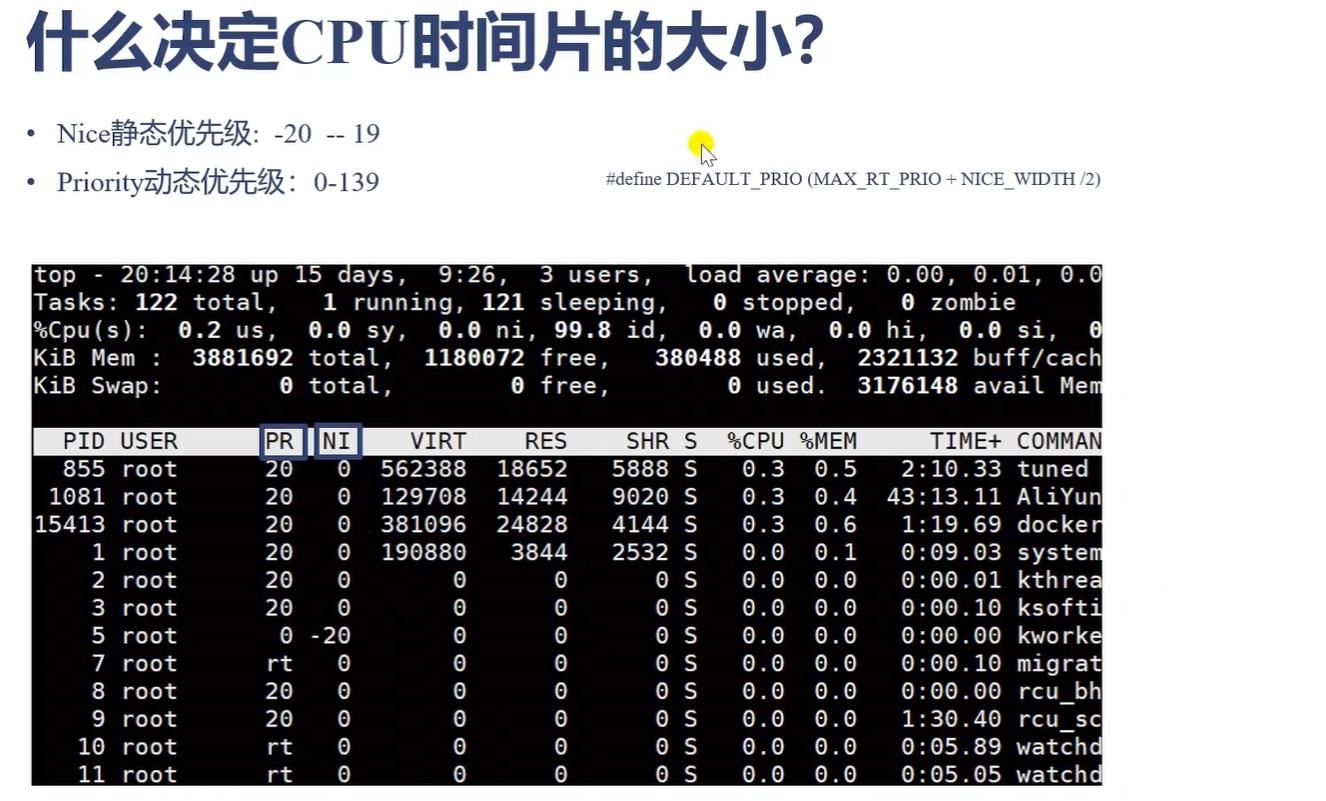 什么决定CPU时间片的大小？
• Nice静态优先级: -20 -- 19
• Priority动态优先级：0-139
#define DEFAULT_PRIO (MAX_RT_PRIO + NICE_WIDTH /2)
top - 20:14:28 up 15 days, 9:26, 3 users, load average: 0.00, 0.01, 0.0
Tasks: 122 total, 1 running, 121 sleeping, 0 stopped, 0 zombie
%Cpu(s): 0.2 us, 0.0 sy, 0.0 ni, 99.8 id, 0.0 wa, 0.0 hi, 0.0 si, 0
KiB Mem : 3881692 total, 1180072 free, 380488 used, 2321132 buff/cach
KiB Swap: 0 total, 0 free, 0 used. 3176148 avail Mem
PID USER PR NI VIRT RES SHR S %CPU %MEM TIME+ COMMAN
855 root 20 0 562388 18652 5888 S 0.3 0.5 2:10.33 tuned
1081 root 20 0 129708 14244 9020 S 0.3 0.4 43:13.11 AliYun
15413 root 20 0 381096 24828 4144 S 0.3 0.6 1:19.69 docker
1 root 20 0 190880 3844 2532 S 0.0 0.1 0:09.03 system
2 root 20 0 0 0 0 S 0.0 0.0 0:00.01 kthrea
3 root 20 0 0 0 0 S 0.0 0.0 0:00.10 ksofti
5 root 0 -20 0 0 0 S 0.0 0.0 0:00.00 kworke
7 root rt 0 0 0 0 S 0.0 0.0 0:00.10 migrat
8 root 20 0 0 0 0 S 0.0 0.0 0:00.00 rcu_bh
9 root 20 0 0 0 0 S 0.0 0.0 1:30.40 rcu_sc
10 root rt 0 0 0 0 S 0.0 0.0 0:05.89 watchd
11 root rt 0 0 0 0 S 0.0 0.0 0:05.05 watchd